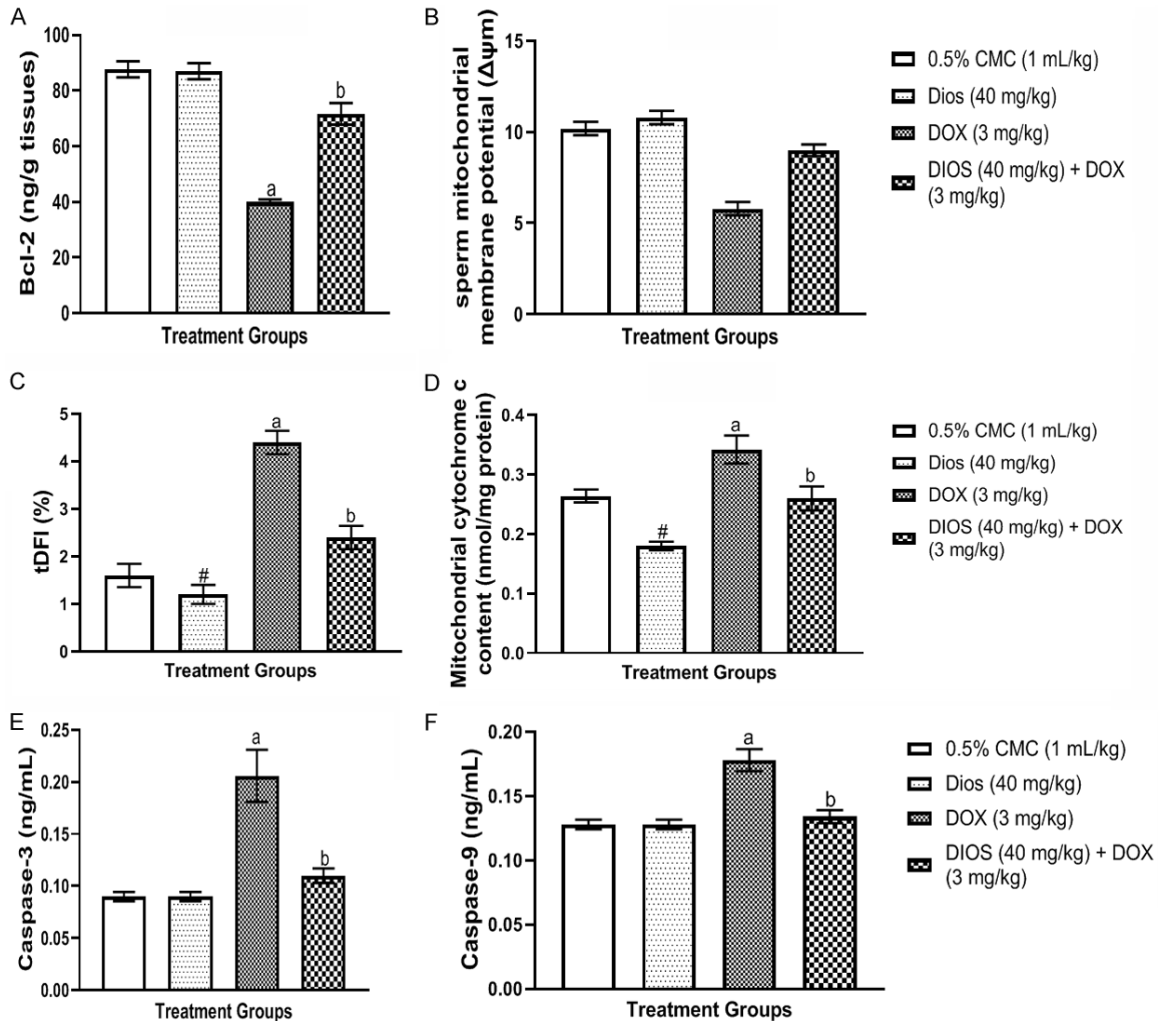 A
Bcl-2 (ng/g tissues)
100
80
60
40
20
0
a
b
Treatment Groups
B
sperm mitochondrial
membrane potential (Δψm)
15
10
5
0
Treatment Groups
0.5% CMC (1 mL/kg)
Dios (40 mg/kg)
DOX (3 mg/kg)
DIOS (40 mg/kg) + DOX
(3 mg/kg)
C
tDFI (%)
5
4
3
2
1
0
#
a
b
Treatment Groups
D
Mitochondrial cytochrome c
content (nmol/mg protein)
0.4
0.3
0.2
0.1
0.0
#
a
b
Treatment Groups
0.5% CMC (1 mL/kg)
Dios (40 mg/kg)
DOX (3 mg/kg)
DIOS (40 mg/kg) + DOX
(3 mg/kg)
E
Caspase-3 (ng/mL)
0.25
0.20
0.15
0.10
0.05
0.00
a
b
Treatment Groups
F
Caspase-9 (ng/mL)
0.20
0.15
0.10
0.05
0.00
a
b
Treatment Groups
0.5% CMC (1 mL/kg)
Dios (40 mg/kg)
DOX (3 mg/kg)
DIOS (40 mg/kg) + DOX
(3 mg/kg)